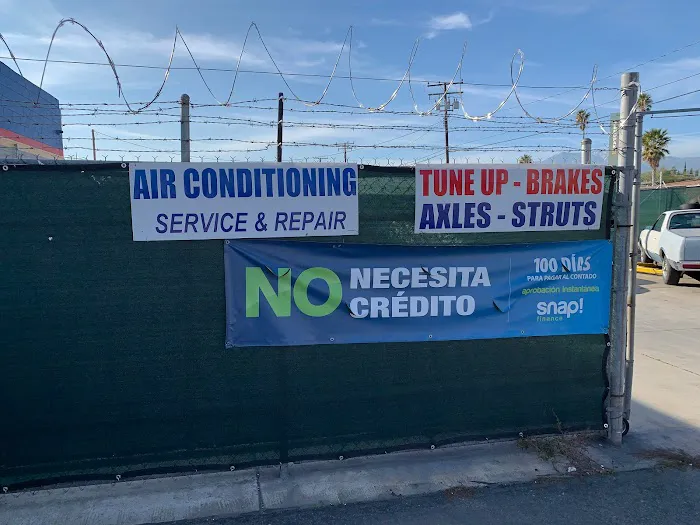 AIR CONDITIONING
SERVICE & REPAIR
TUNE UP - BRAKES
AXLES - STRUTS
NO NECESITA
CRÉDITO
100 DÍAS
PARA PAGAR AL CONTADO
aprobación instantánea
snap!
finance